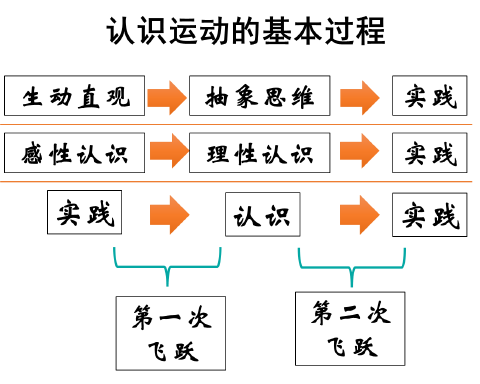 认识运动的基本过程
生动直观 抽象思维 实践
感性认识 理性认识 实践
实践 认识 实践
第一次
飞跃
第二次
飞跃